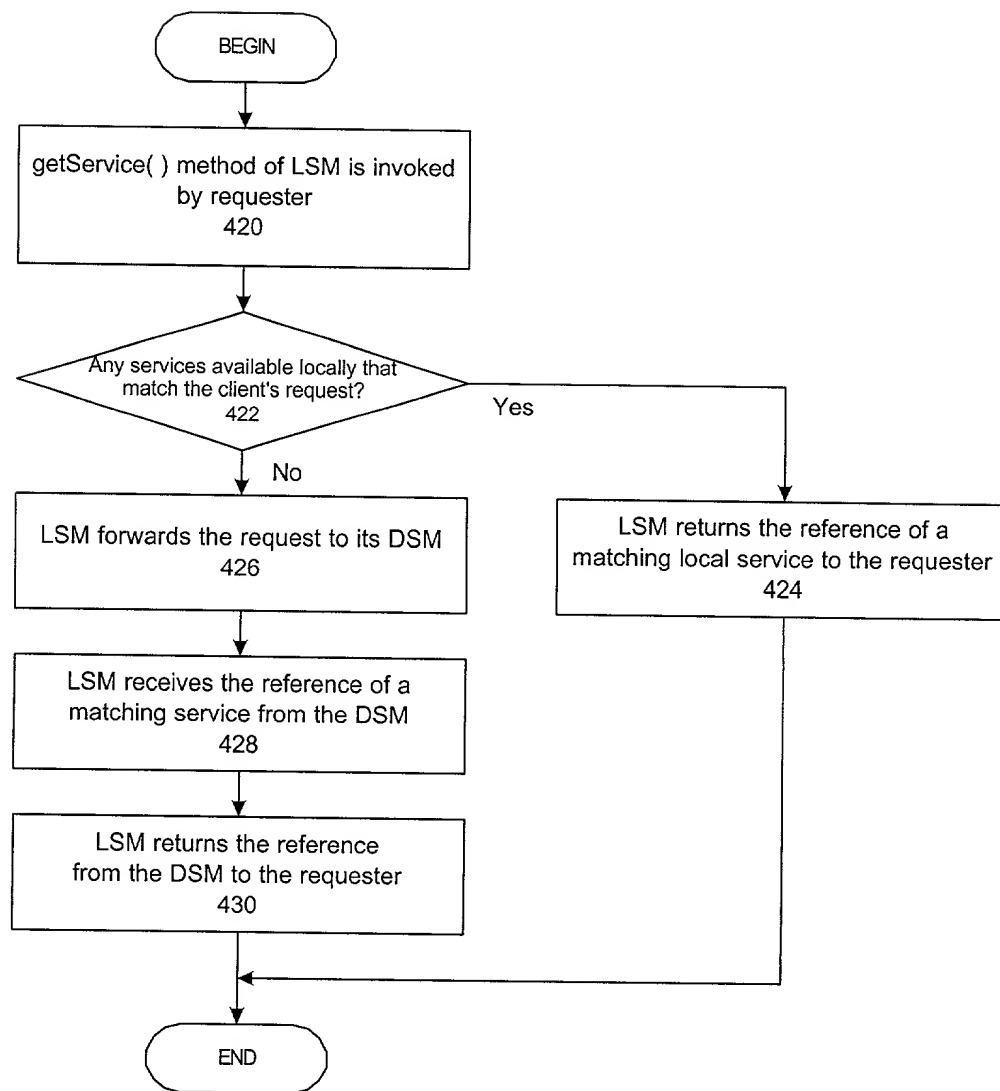 BEGIN
getService( ) method of LSM is invoked
by requester
420
Any services available locally that
match the client's request?
422
Yes
No
LSM forwards the request to its DSM
426
LSM returns the reference of a
matching local service to the requester
424
LSM receives the reference of a
matching service from the DSM
428
LSM returns the reference
from the DSM to the requester
430
END